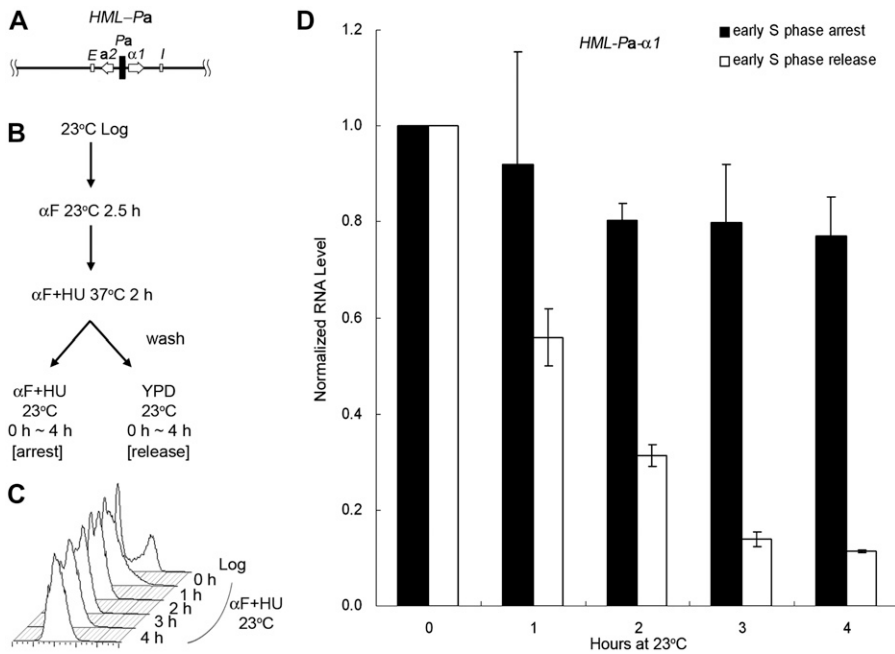 A
HML–Pa
Pa
E a2 α1 I
B
23°C Log
αF 23°C 2.5 h
αF+HU 37°C 2 h
wash
αF+HU
23°C
0 h ~ 4 h
[arrest]
YPD
23°C
0 h ~ 4 h
[release]
C
Log
0 h
1 h
2 h
3 h
4 h
αF+HU
23°C
D
HML-Pa-α1
early S phase arrest
early S phase release
Normalized RNA Level
1.2
1.0
0.8
0.6
0.4
0.2
0.0
0 1 2 3 4
Hours at 23°C